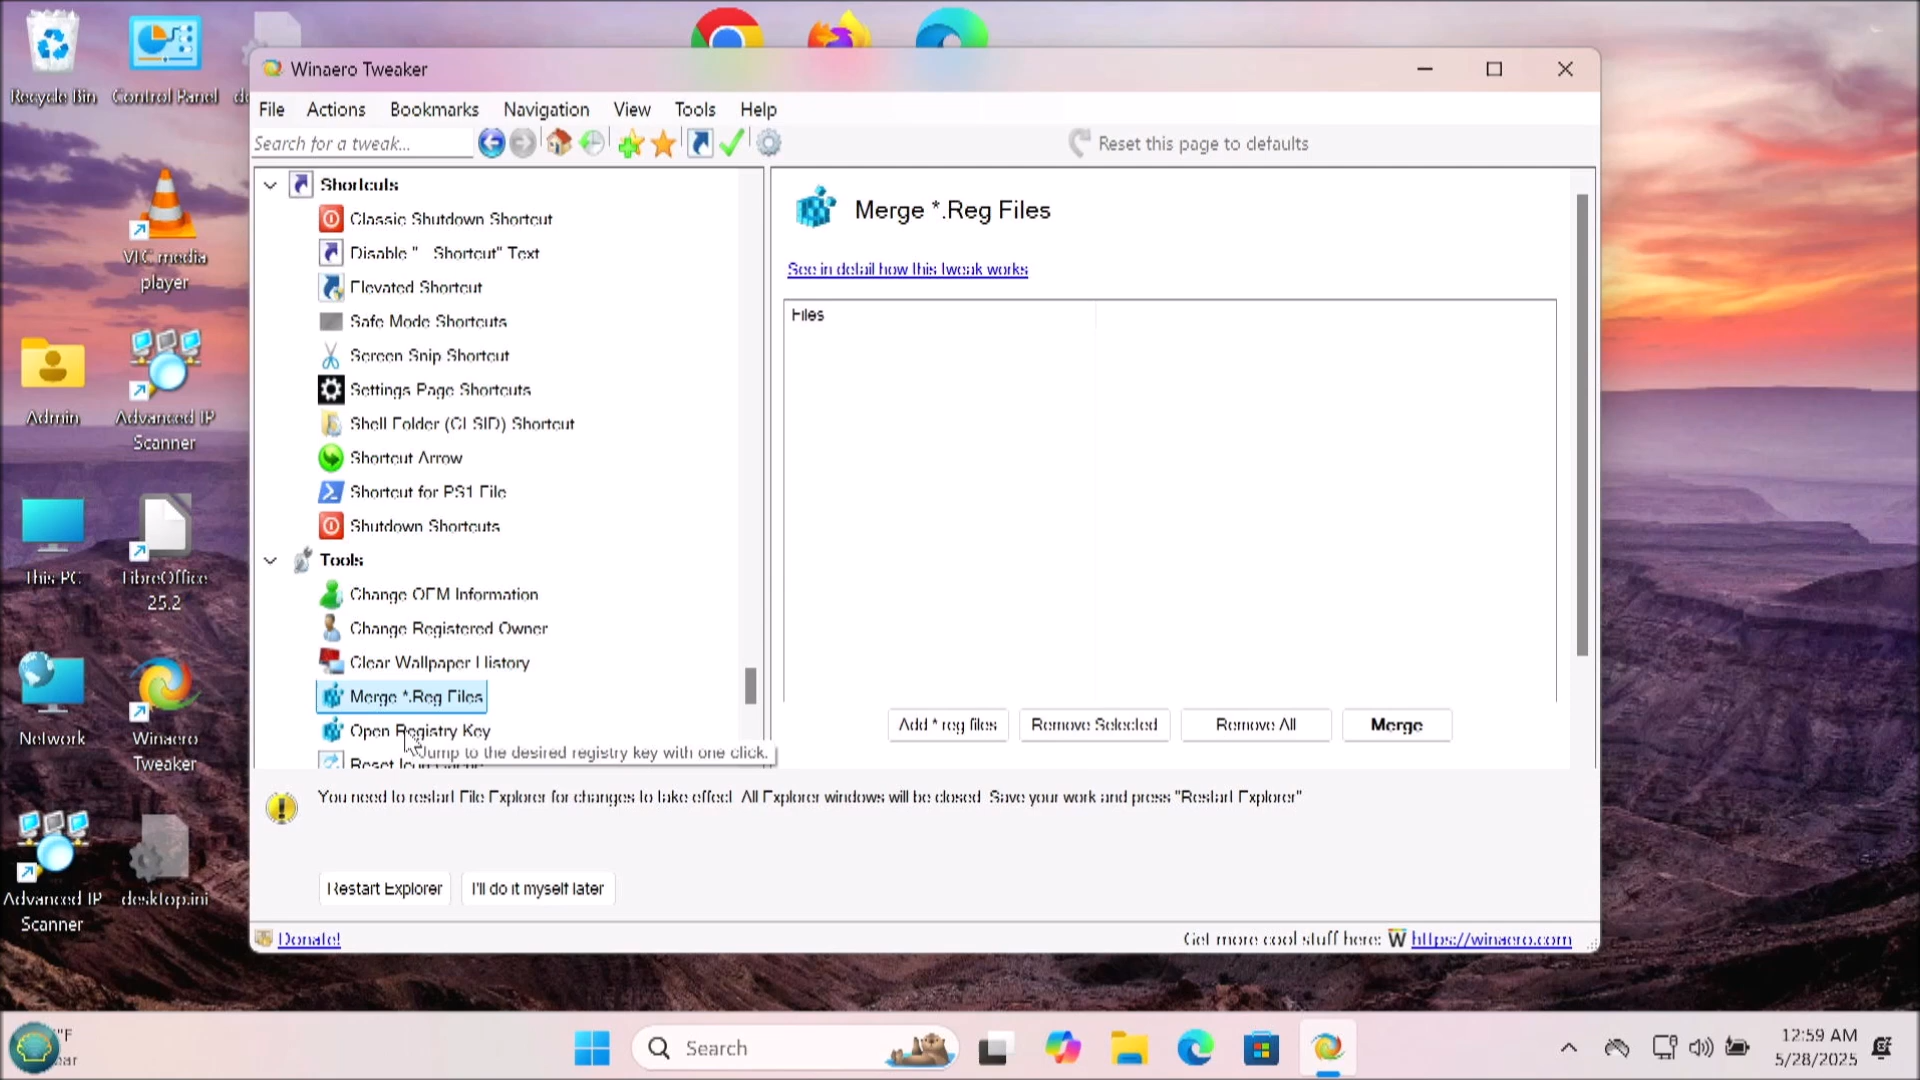 Recycle Bin
Control Panel
VLC media
player
Admin
Advanced IP
Scanner
This PC
LibreOffice
25.2
Network
Winaero
Tweaker
Advanced IP
Scanner
desktop.ini
Winaero Tweaker
File Actions Bookmarks Navigation View Tools Help
Search for a tweak...
Reset this page to defaults
Shortcuts
Classic Shutdown Shortcut
Disable " Shortcut" Text
Elevated Shortcut
Safe Mode Shortcuts
Screen Snip Shortcut
Settings Page Shortcuts
Shell Folder (CLSID) Shortcut
Shortcut Arrow
Shortcut for PS1 File
Shutdown Shortcuts
Tools
Change OEM Information
Change Registered Owner
Clear Wallpaper History
Merge *.Reg Files
Open Registry Key
Jump to the desired registry key with one click.
Merge *.Reg Files
See in detail how this tweak works
Files
Add *.reg files
Remove Selected
Remove All
Merge
You need to restart File Explorer for changes to take effect. All Explorer windows will be closed. Save your work and press "Restart Explorer"
Restart Explorer
I'll do it myself later
Donate!
Get more cool stuff here: W https://winaero.com
Search
12:59 AM
5/28/2025